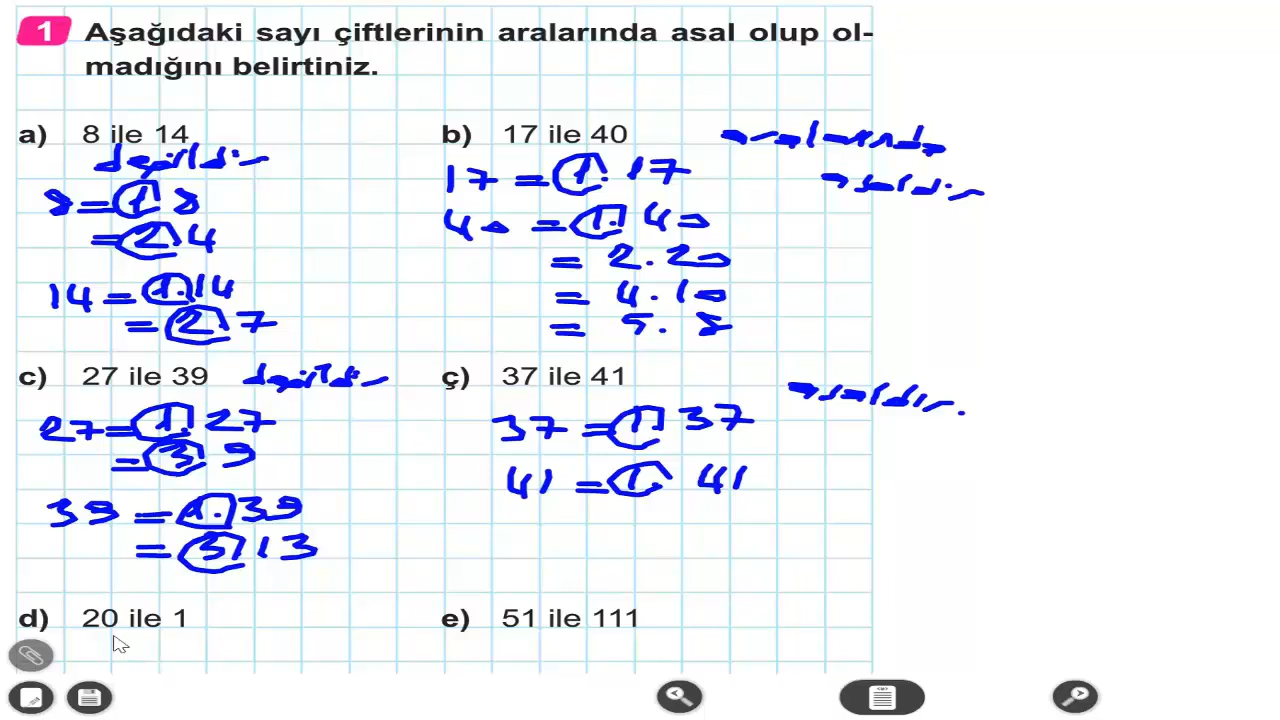 1 Aşağıdaki sayı çiftlerinin aralarında asal olup ol-
madığını belirtiniz.
a) 8 ile 14
değildir
8 = 1. 8
= 2. 4
14 = 1. 14
= 2. 7
b) 17 ile 40
aralarında
asaldır
17 = 1. 17
40 = 1. 40
= 2. 20
= 4. 10
= 5. 8
c) 27 ile 39 değildir
27 = 1. 27
= 3 9
39 = 1. 39
= 3. 13
ç) 37 ile 41
asaldır.
37 = 1. 37
41 = 1. 41
d) 20 ile 1
e) 51 ile 111